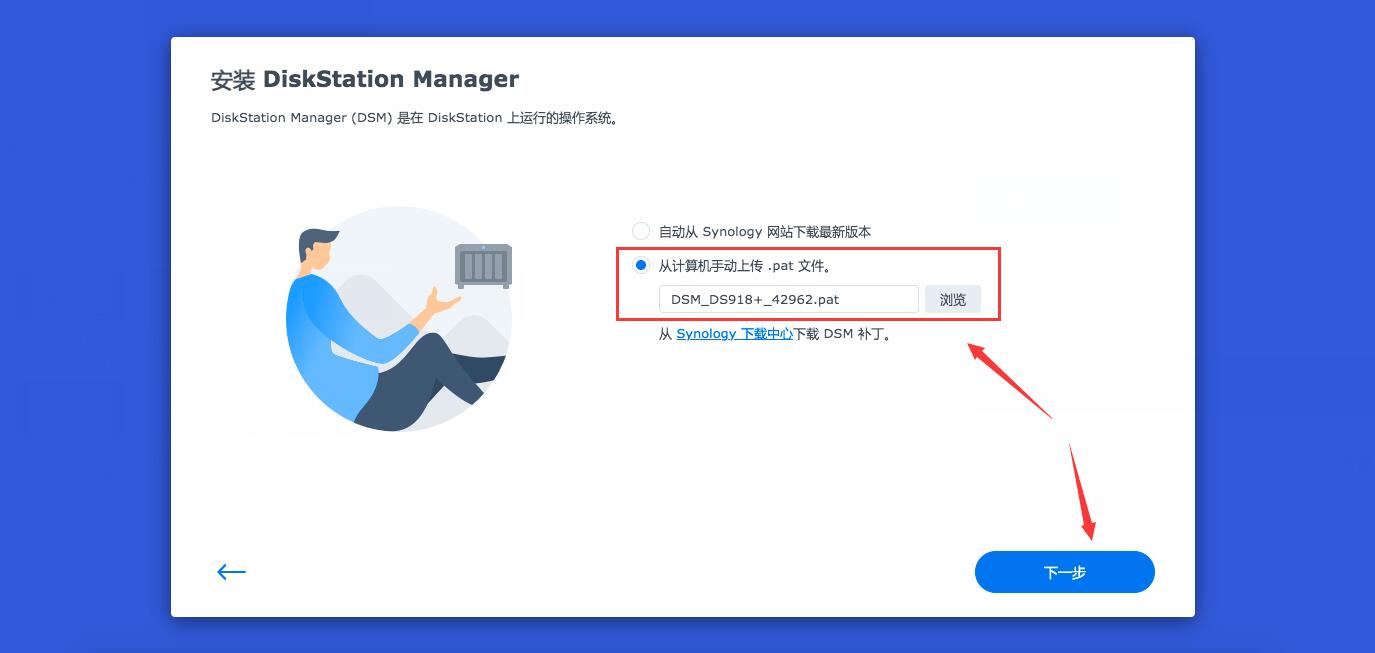 安装 DiskStation Manager
DiskStation Manager (DSM) 是在 DiskStation 上运行的操作系统。
自动从 Synology 网站下载最新版本
从计算机手动上传 .pat 文件。
DSM_DS918+_42962.pat 浏览
从 Synology 下载中心下载 DSM 补丁。
下一步